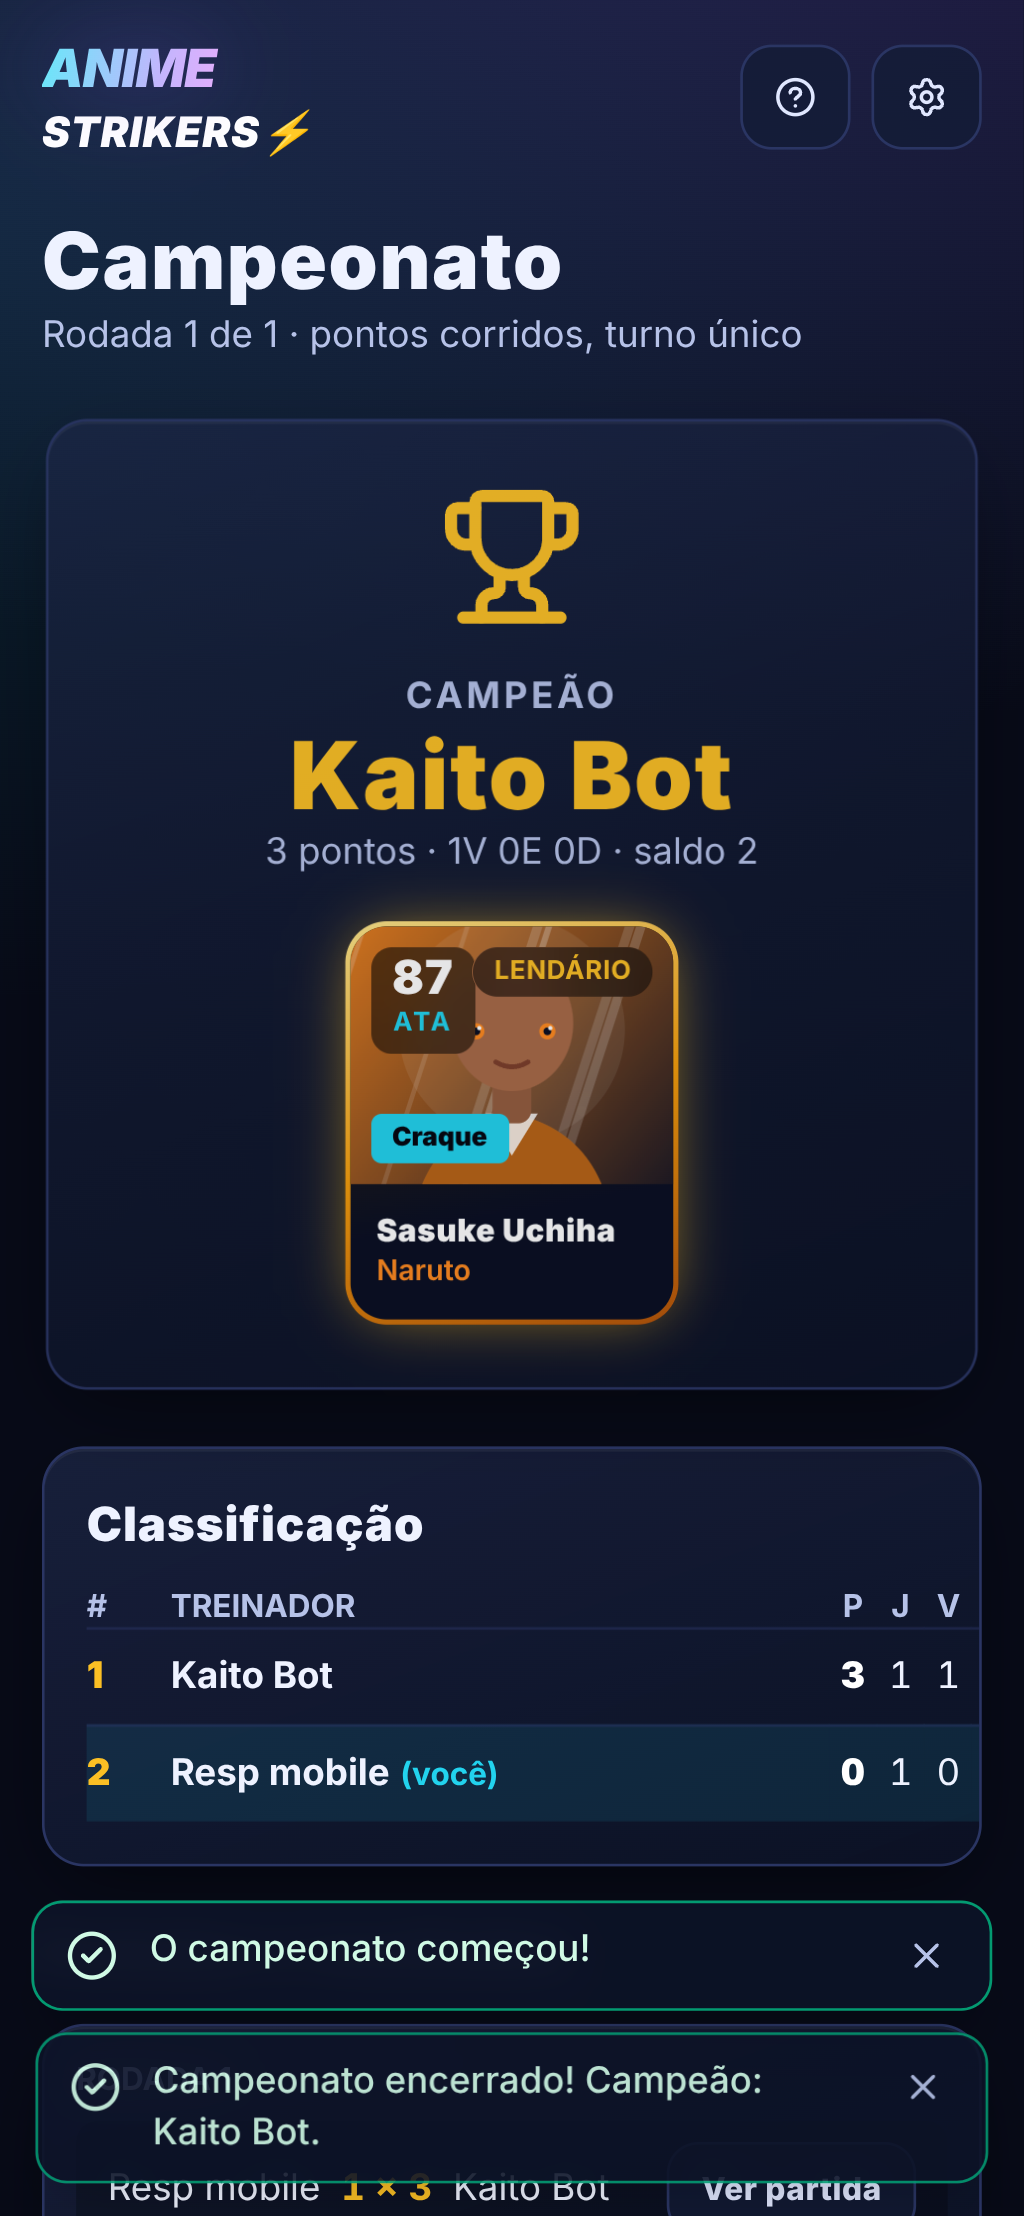 ANIME
STRIKERS⚡
Campeonato
Rodada 1 de 1 · pontos corridos, turno único
CAMPEÃO
Kaito Bot
3 pontos · 1V 0E 0D · saldo 2
87 LENDÁRIO
ATA
Craque
Sasuke Uchiha
Naruto
Classificação
# TREINADOR P J V
1 Kaito Bot 3 1 1
2 Resp mobile (você) 0 1 0
O campeonato começou!
Campeonato encerrado! Campeão:
Kaito Bot.
Resp mobile 1 × 3 Kaito Bot Ver partida